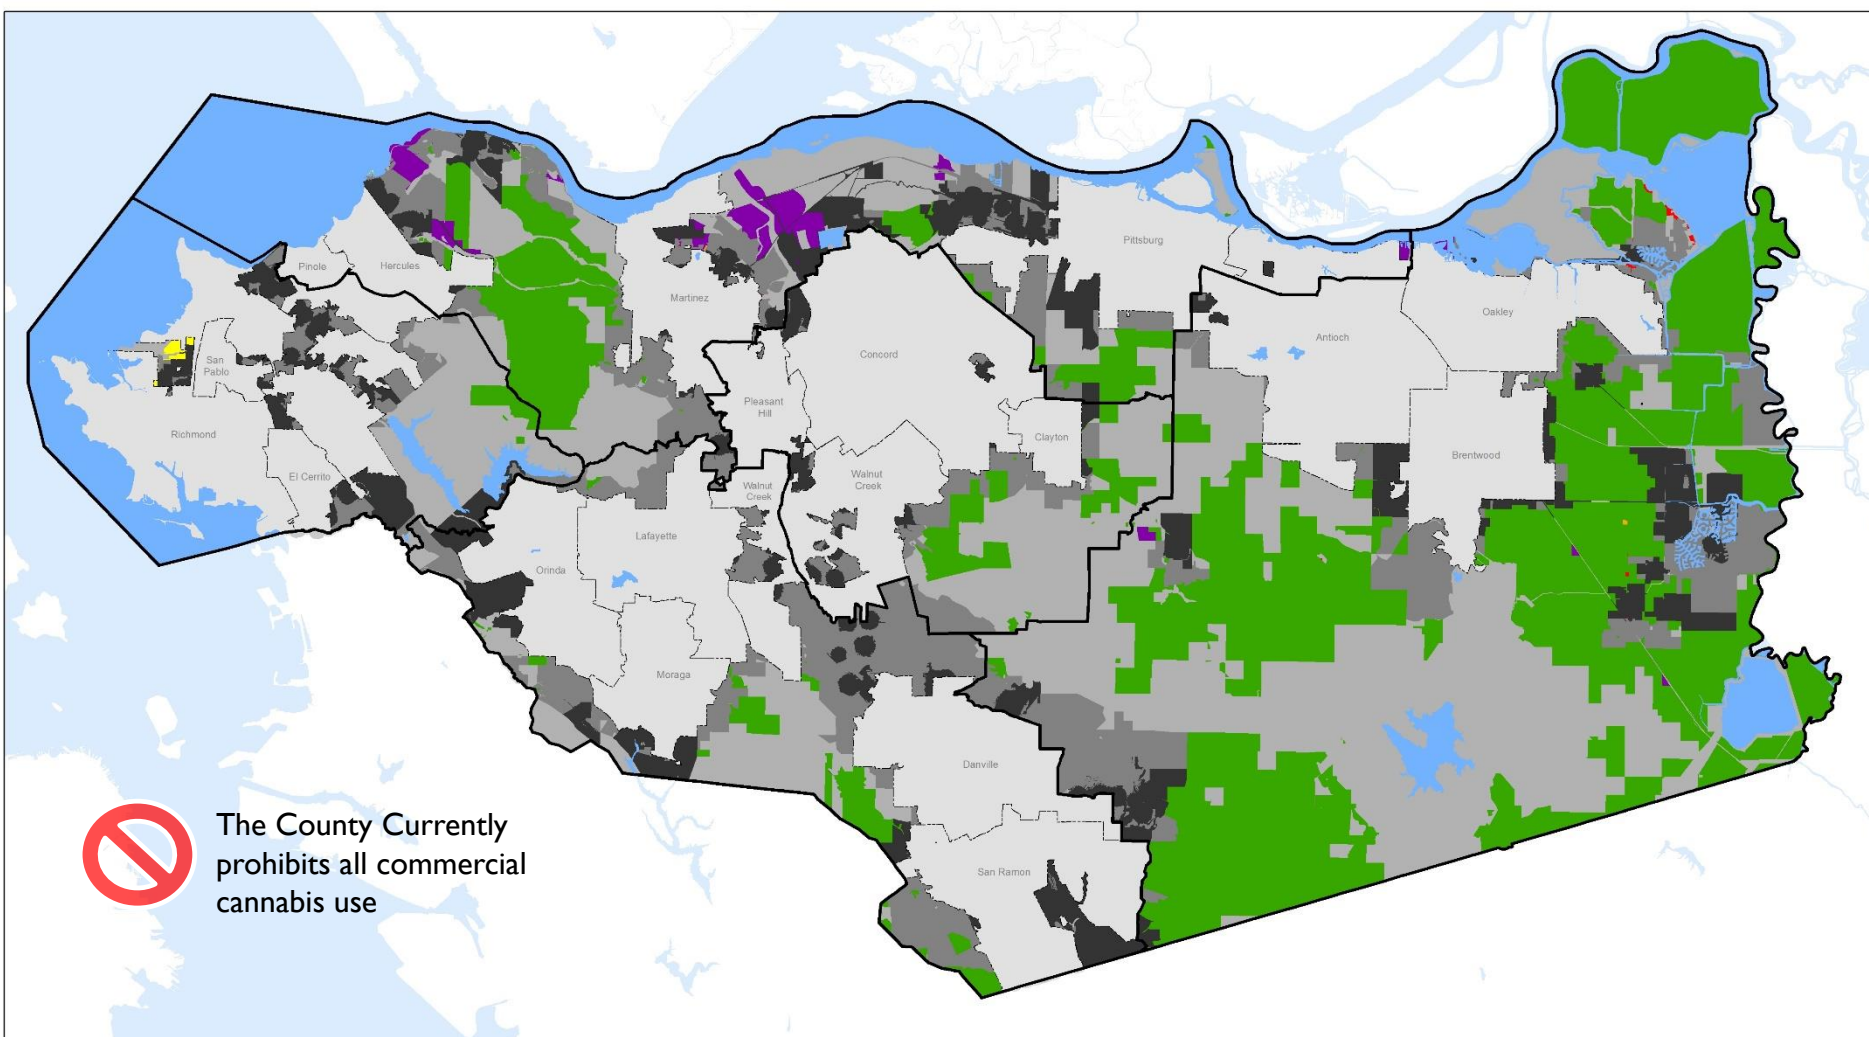 Pittsburg
Pinole
Hercules
Martinez
Oakley
Antioch
Concord
San
Pablo
Pleasant
Hill
Richmond
Clayton
Brentwood
El Cerrito
Walnut
Creek
Walnut
Creek
Lafayette
Orinda
Moraga
Danville
San Ramon
The County Currently
prohibits all commercial
cannabis use